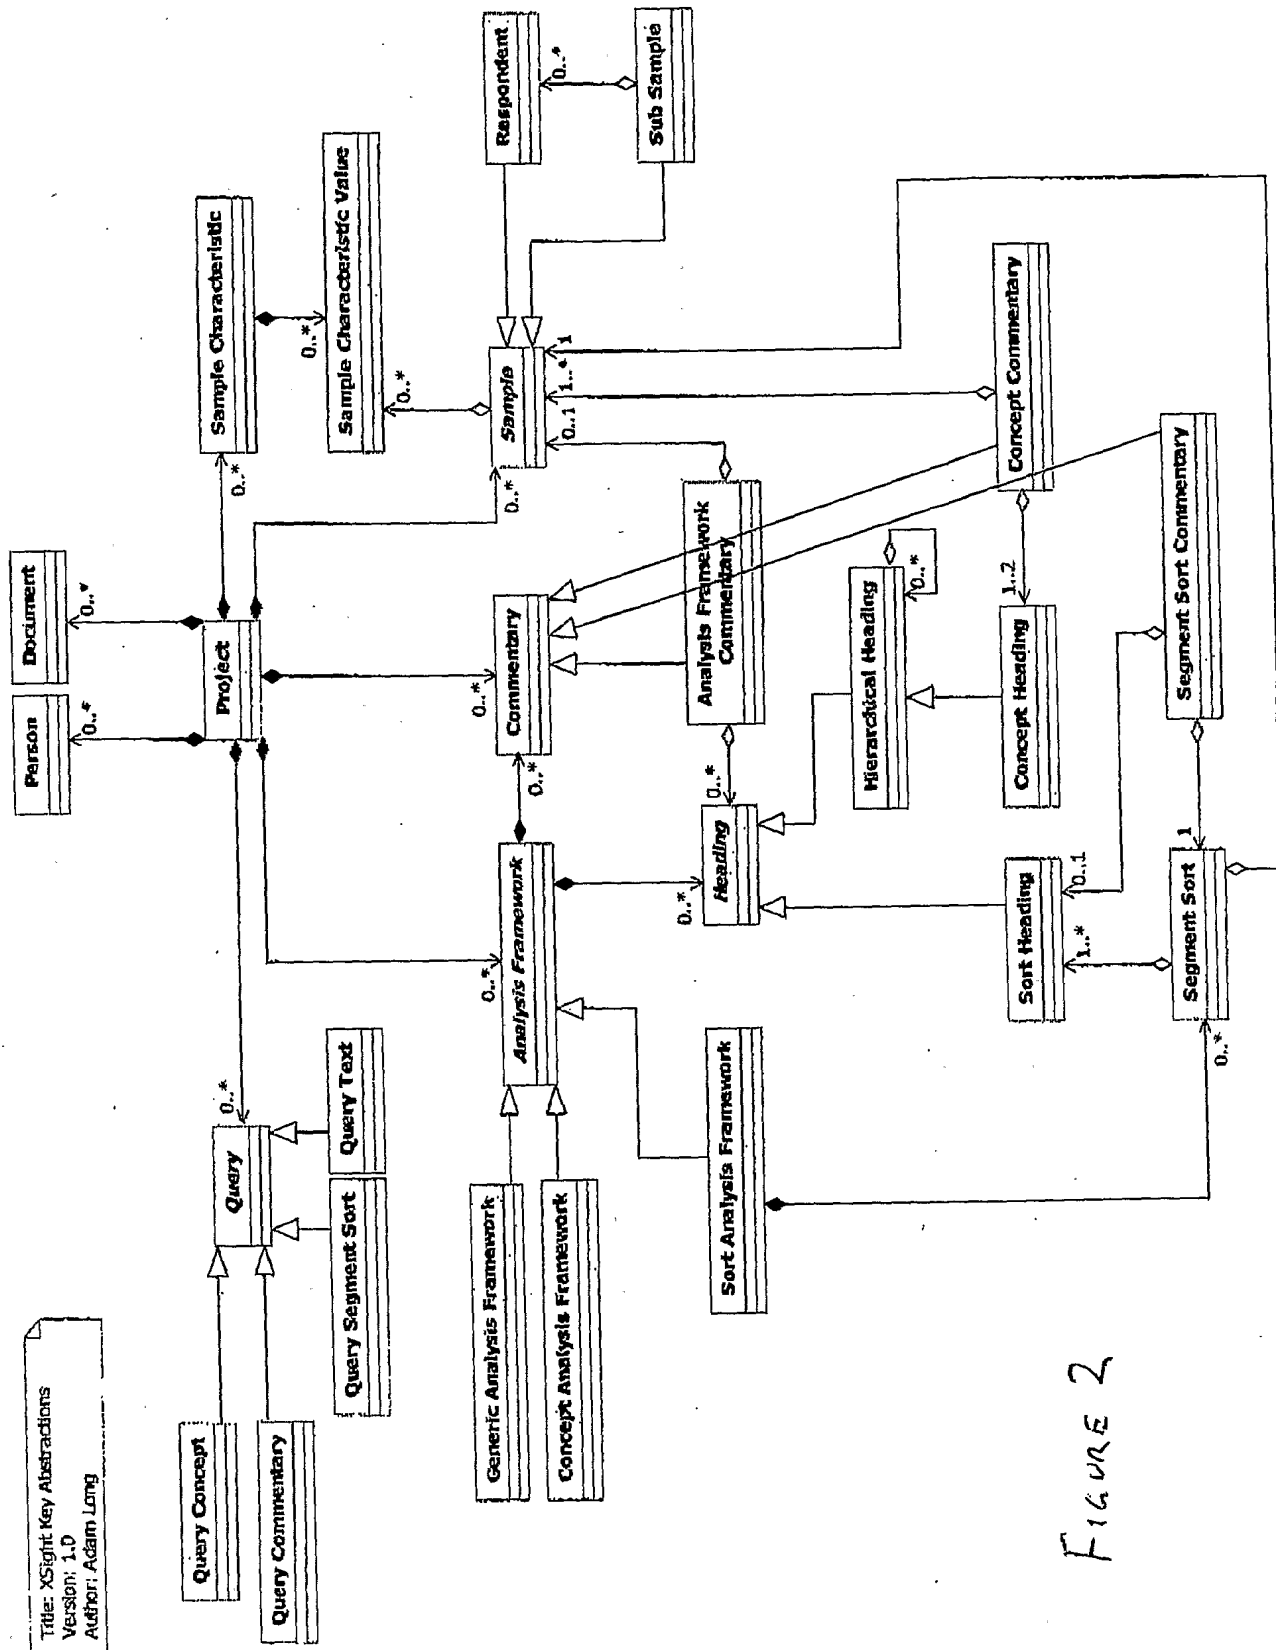 Title: XSight Key Abstractions
Version: 1.0
Author: Adam Long
Query Concept
Query Commentary
Query Segment Sort
Query Text
Query
0..*
Person
0..*
Document
0..*
Project
Sample Characteristic
0..*
Sample Characteristic Value
0..*
0..*
Sample
0..*
0..1
1..*
1
Respondent
0..*
Sub Sample
Commentary
0..*
0..*
Analysis Framework
0..*
Generic Analysis Framework
Concept Analysis Framework
Sort Analysis Framework
Analysis Framework
Commentary
0..*
Heading
0..*
Hierarchical Heading
0..*
Concept Heading
1..2
Concept Commentary
Sort Heading
1..*
0..1
Segment Sort Commentary
1
Segment Sort
0..*
FIGURE 2